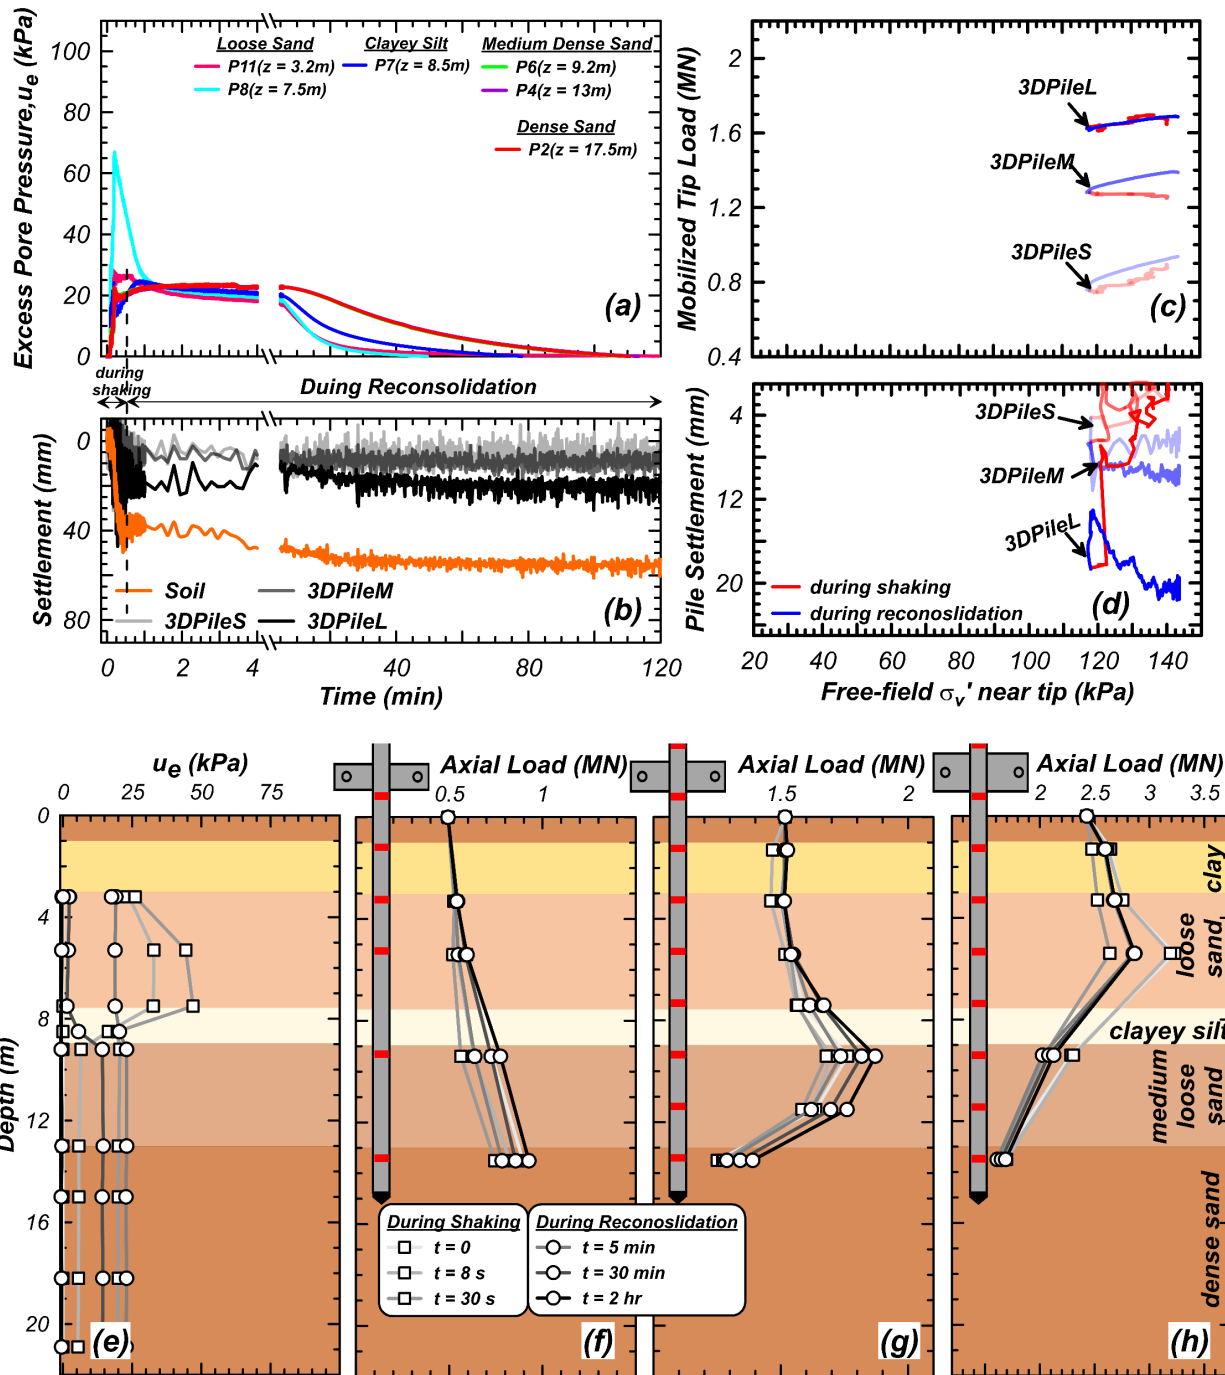 Excess Pore Pressure,u_e (kPa)
100
80
60
40
20
0
Loose Sand
P11(z = 3.2m)
P8(z = 7.5m)
Clayey Silt
P7(z = 8.5m)
Medium Dense Sand
P6(z = 9.2m)
P4(z = 13m)
Dense Sand
P2(z = 17.5m)
(a)
during
shaking
Duing Reconsolidation
Settlement (mm)
0
40
80
Soil
3DPileS
3DPileM
3DPileL
(b)
0 2 4 40 80 120
Time (min)
Mobilized Tip Load (MN)
2
1.6
1.2
0.8
0.4
3DPileL
3DPileM
3DPileS
(c)
Pile Settlement (mm)
4
12
20
3DPileS
3DPileM
3DPileL
during shaking
during reconoslidation
(d)
20 40 60 80 100 120 140
Free-field σv' near tip (kPa)
u_e (kPa)
0 25 50 75
Depth (m)
0
4
8
12
16
20
(e)
Axial Load (MN)
0.5 1
(f)
During Shaking
t = 0
t = 8 s
t = 30 s
During Reconoslidation
t = 5 min
t = 30 min
t = 2 hr
Axial Load (MN)
1.5 2
(g)
Axial Load (MN)
2 2.5 3 3.5
clay
loose
sand
clayey silt
medium
loose
sand
dense sand
(h)